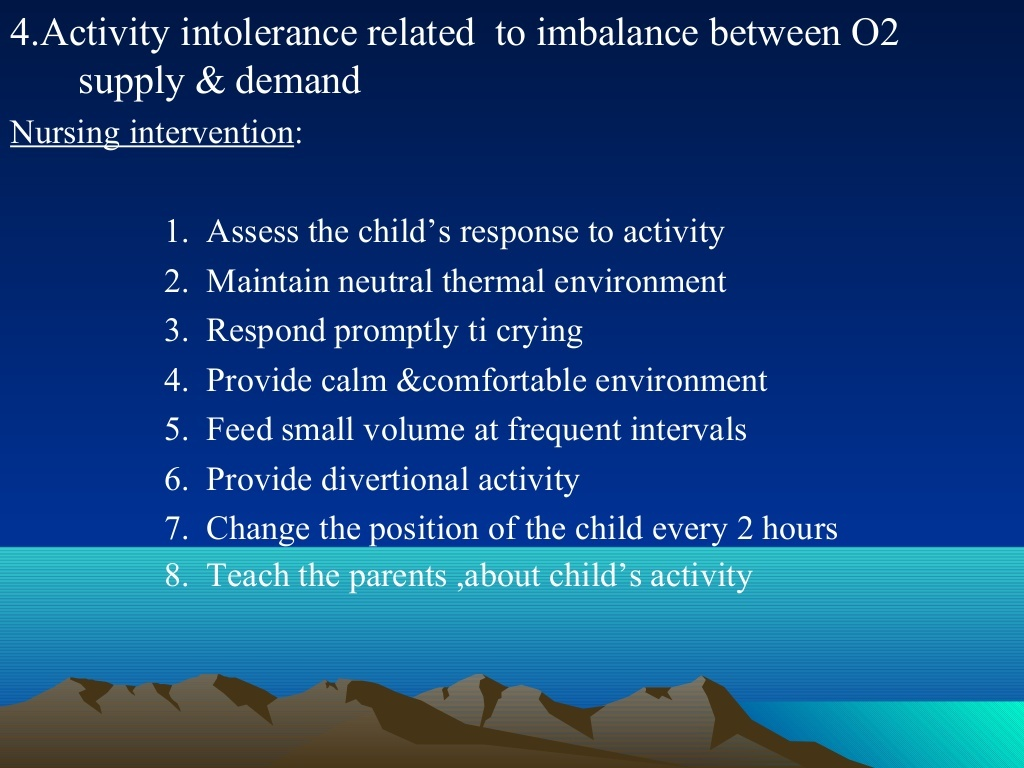 4.Activity intolerance related  to imbalance between O2
supply & demand
Nursing intervention:
1. Assess the child’s response to activity
2. Maintain neutral thermal environment
3. Respond promptly ti crying
4. Provide calm &comfortable environment
5. Feed small volume at frequent intervals
6. Provide divertional activity
7. Change the position of the child every 2 hours
8. Teach the parents ,about child’s activity